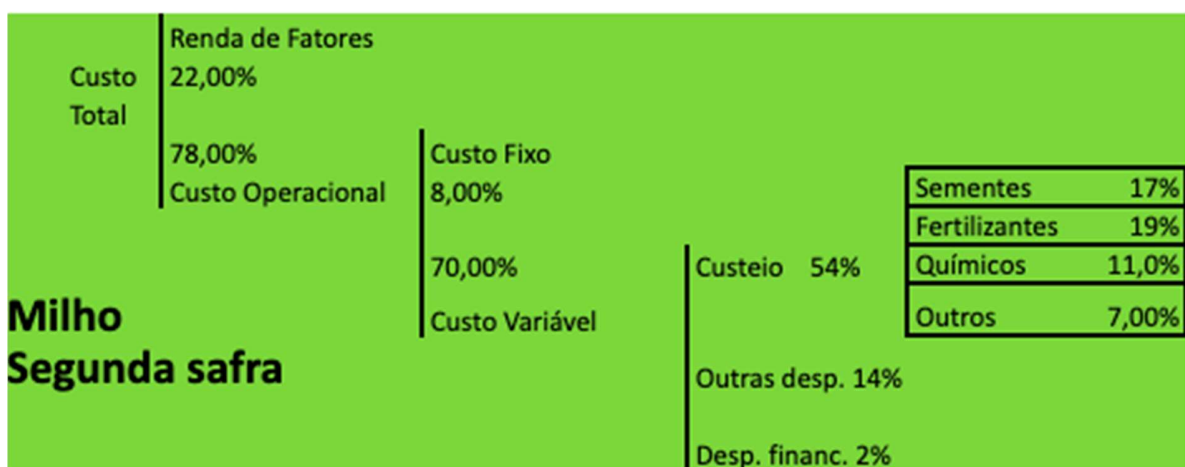 Renda de Fatores
Custo 22,00%
Total
78,00% Custo Fixo
Custo Operacional 8,00%
Sementes 17%
Fertilizantes 19%
70,00% Custeio 54% Químicos 11,0%
Milho Custo Variável Outros 7,00%
Segunda safra
Outras desp. 14%
Desp. financ. 2%